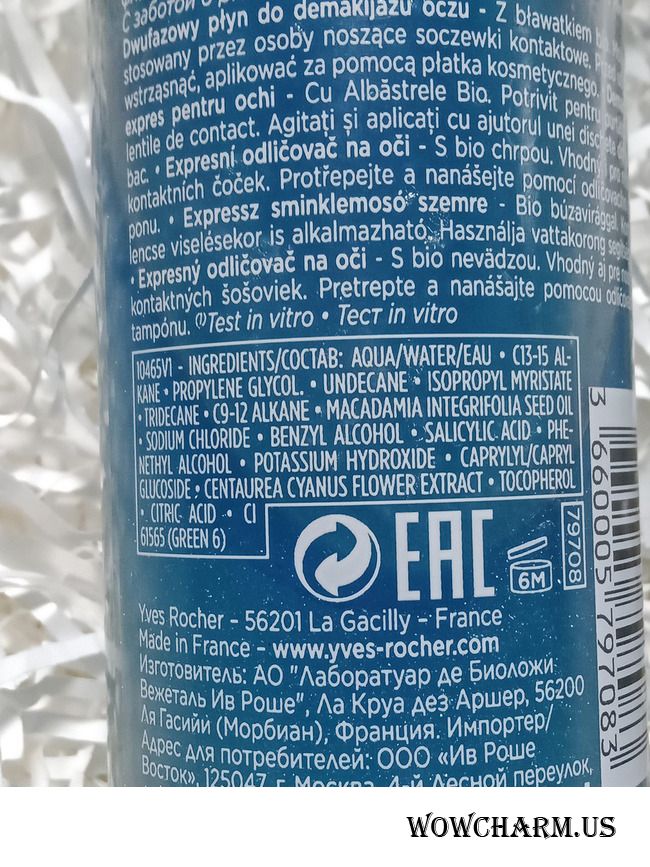 С заботой о
Dwufazowy płyn do demakijażu oczu - Z bławatkiem
stosowany przez osoby noszące soczewki kontaktowe.
wstrząsnąć, aplikować za pomocą płatka kosmetycznego.
expres pentru ochi - Cu Albăstrele Bio. Potrivit pentru
lentile de contact. Agitați și aplicați cu ajutorul unei
bac. • Expresní odličovač na oči - S bio chrpou. Vhodný pro
kontaktních čoček. Protřepejte a nanášejte pomocí
ponu. • Expressz sminklemosó szemre - Bio búzavirággal.
lencse viselésekor is alkalmazható. Használja vattakorong
• Expresný odličovač na oči - S bio nevädzou. Vhodný aj pre
kontaktných šošoviek. Pretrepte a nanášajte pomocou
tampónu. ⁽¹⁾Test in vitro • Тест in vitro
10465V1 - INGREDIENTS/СОСТАВ: AQUA/WATER/EAU • C13-15 AL-
KANE • PROPYLENE GLYCOL • UNDECANE • ISOPROPYL MYRISTATE
• TRIDECANE • C9-12 ALKANE • MACADAMIA INTEGRIFOLIA SEED OIL
• SODIUM CHLORIDE • BENZYL ALCOHOL • SALICYLIC ACID • PHE-
NETHYL ALCOHOL • POTASSIUM HYDROXIDE • CAPRYLYL/CAPRYL
GLUCOSIDE • CENTAUREA CYANUS FLOWER EXTRACT • TOCOPHEROL
• CITRIC ACID • CI
61565 (GREEN 6)
EAC
6M
79708
3 660005 797083
Yves Rocher - 56201 La Gacilly - France
Made in France - www.yves-rocher.com
Изготовитель: АО "Лаборатуар де Биоложи
Вежеталь Ив Роше", Ла Круа дез Аршер, 56200
Ля Гасийи (Морбиан), Франция. Импортер/
Адрес для потребителей: ООО «Ив Роше
Восток», 125047, г. Москва, 4-й Лесной переулок,
WOWCHARM.US